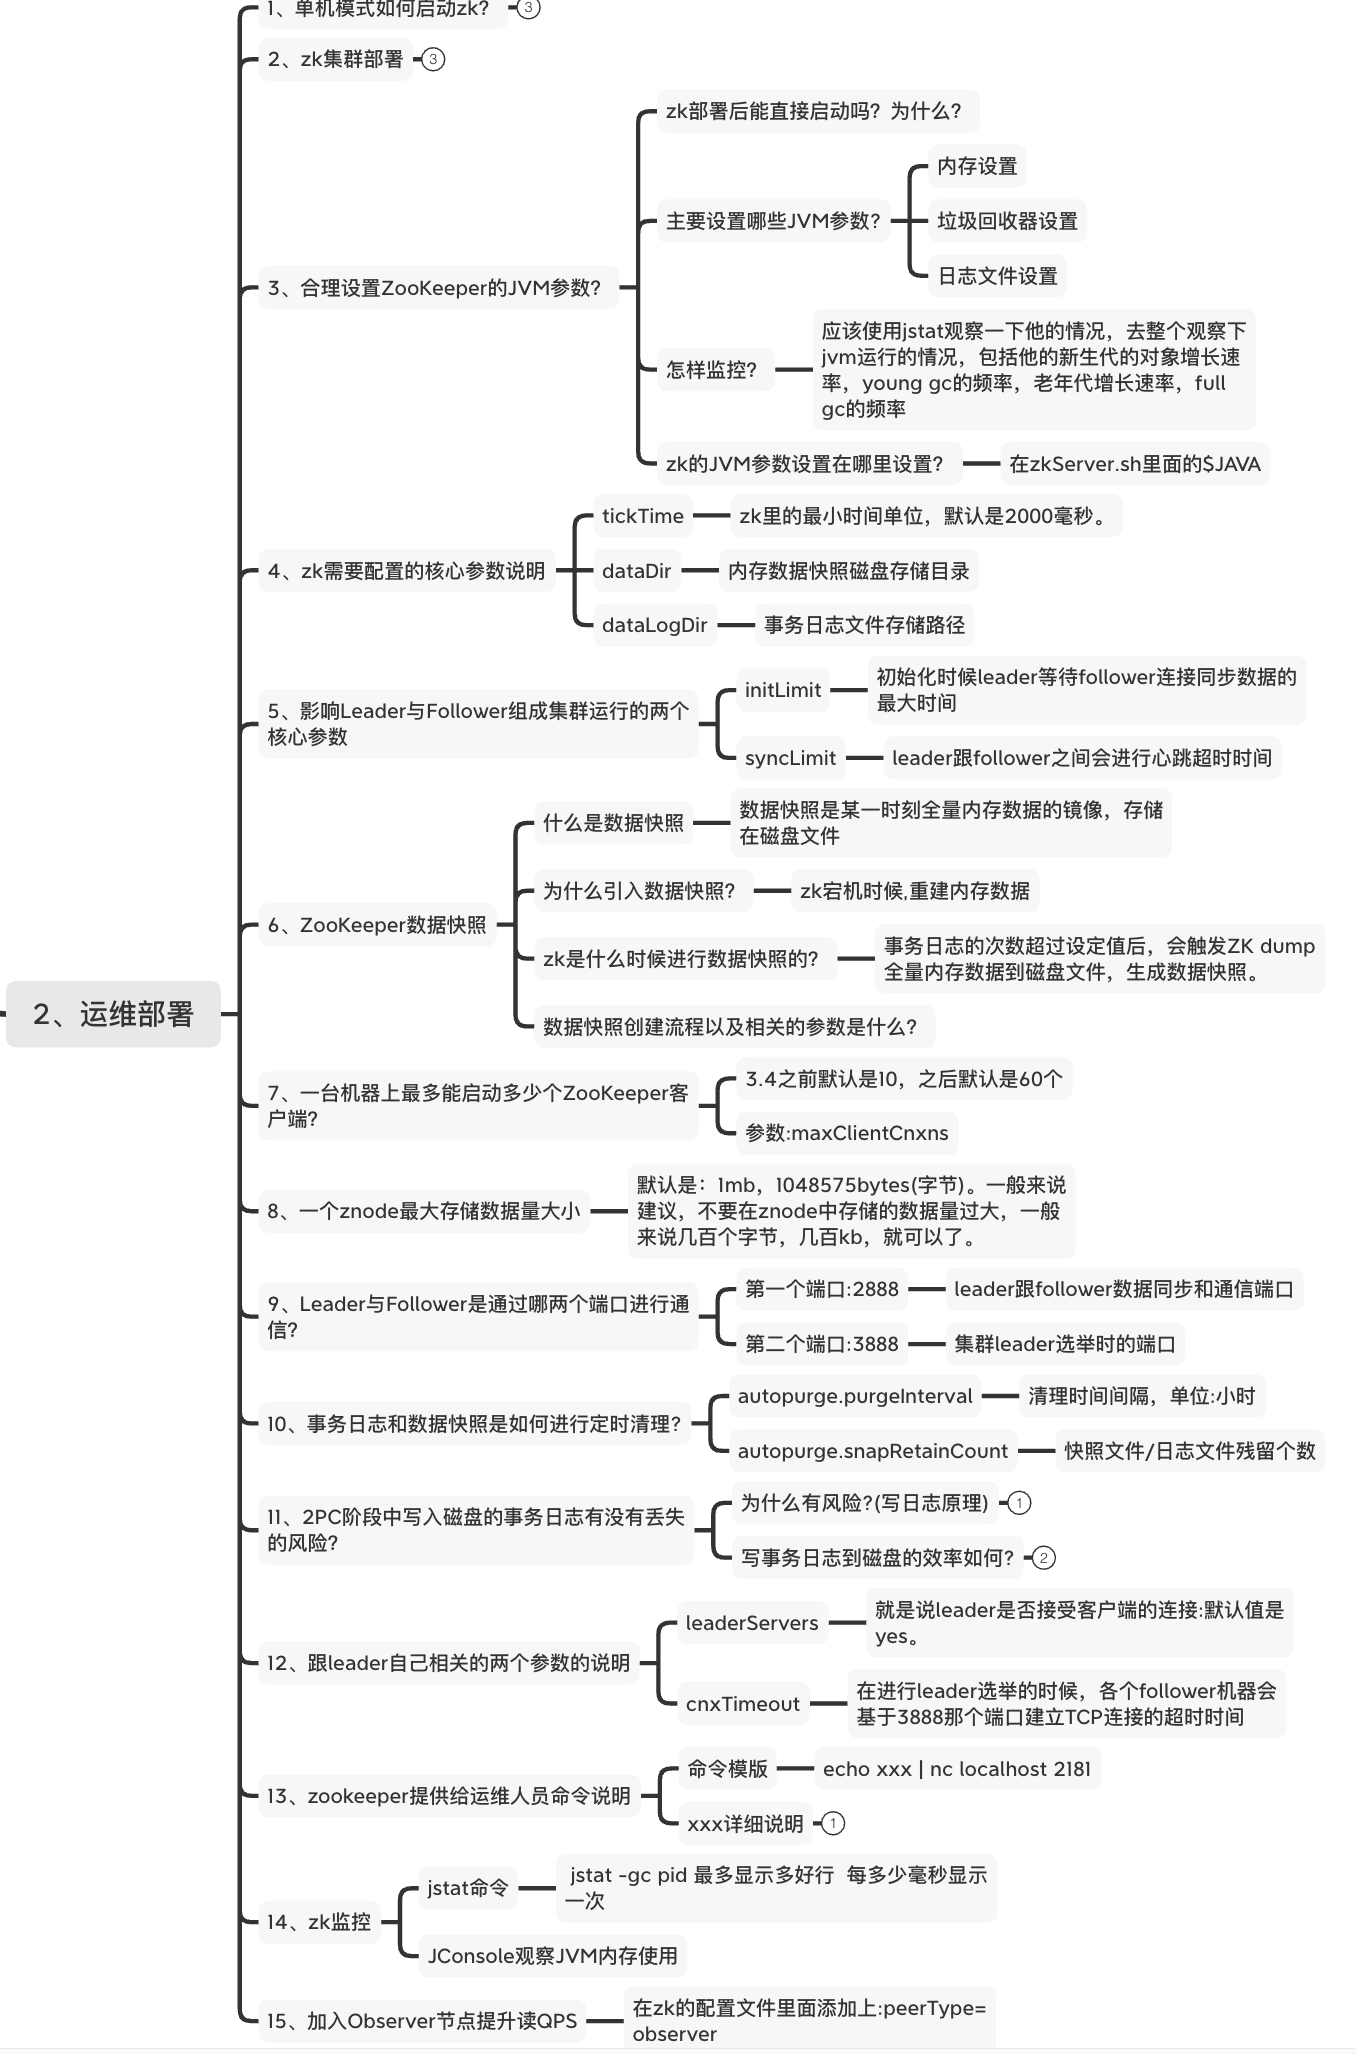 1、单机模式如何启动zk?
3
2、zk集群部署
3
zk部署后能直接启动吗? 为什么?
内存设置
主要设置哪些JVM参数?
垃圾回收器设置
日志文件设置
3、合理设置ZooKeeper的JVM参数?
应该使用jstat观察一下他的情况，去整个观察下
jvm运行的情况，包括他的新生代的对象增长速
率，young gc的频率，老年代增长速率，full
gc的频率
怎样监控?
zk的JVM参数设置在哪里设置?
在zkServer.sh里面的$JAVA
tickTime
zk里的最小时间单位，默认是2000毫秒。
4、zk需要配置的核心参数说明
dataDir
内存数据快照磁盘存储目录
dataLogDir
事务日志文件存储路径
5、影响Leader与Follower组成集群运行的两个
核心参数
initLimit
初始化时候leader等待follower连接同步数据的
最大时间
syncLimit
leader跟follower之间会进行心跳超时时间
什么是数据快照
数据快照是某一时刻全量内存数据的镜像，存储
在磁盘文件
为什么引入数据快照?
zk宕机时候,重建内存数据
6、ZooKeeper数据快照
zk是什么时候进行数据快照的?
事务日志的次数超过设定值后，会触发ZK dump
全量内存数据到磁盘文件，生成数据快照。
数据快照创建流程以及相关的参数是什么?
2、运维部署
7、一台机器上最多能启动多少个ZooKeeper客
户端?
3.4之前默认是10，之后默认是60个
参数:maxClientCnxns
8、一个znode最大存储数据量大小
默认是：1mb，1048575bytes(字节)。一般来说
建议，不要在znode中存储的数据量过大，一般
来说几百个字节，几百kb，就可以了。
9、Leader与Follower是通过哪两个端口进行通
信?
第一个端口:2888
leader跟follower数据同步和通信端口
第二个端口:3888
集群leader选举时的端口
10、事务日志和数据快照是如何进行定时清理?
autopurge.purgeInterval
清理时间间隔，单位:小时
autopurge.snapRetainCount
快照文件/日志文件残留个数
11、2PC阶段中写入磁盘的事务日志有没有丢失
的风险?
为什么有风险?(写日志原理)
1
写事务日志到磁盘的效率如何?
2
12、跟leader自己相关的两个参数的说明
leaderServers
就是说leader是否接受客户端的连接:默认值是
yes。
cnxTimeout
在进行leader选举的时候，各个follower机器会
基于3888那个端口建立TCP连接的超时时间
13、zookeeper提供给运维人员命令说明
命令模版
echo xxx | nc localhost 2181
xxx详细说明
1
14、zk监控
jstat命令
jstat -gc pid 最多显示多好行 每多少毫秒显示
一次
JConsole观察JVM内存使用
15、加入Observer节点提升读QPS
在zk的配置文件里面添加上:peerType=
observer